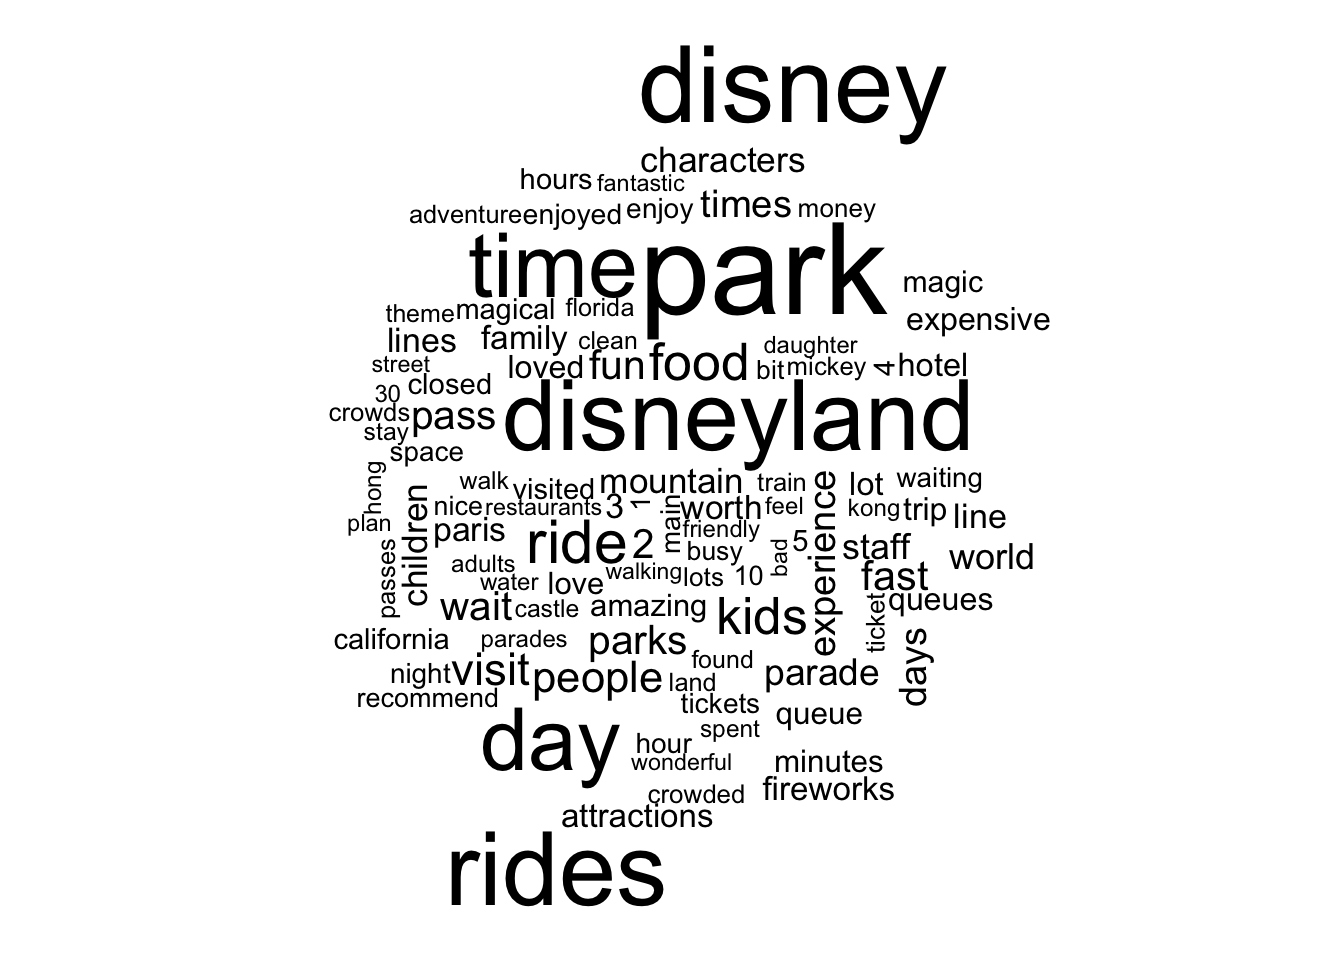 disney
characters
hours fantastic
adventure enjoyed enjoy times money
time park
magic
theme magical florida
expensive
lines family clean daughter
street loved fun food bit mickey 4 hotel
30 closed
crowds pass disneyland
stay
space
hong walk visited mountain train experience lot waiting
children nice restaurants 3 1 main worth feel kong trip line
plan paris ride 2 friendly
busy bad 5 staff world
passes adults
water love walking lots 10 fast
wait castle amazing kids ticket queues
california parades parks
night visit people found parade days
land
recommend tickets
spent queue
day hour
wonderful minutes
crowded fireworks
attractions
rides